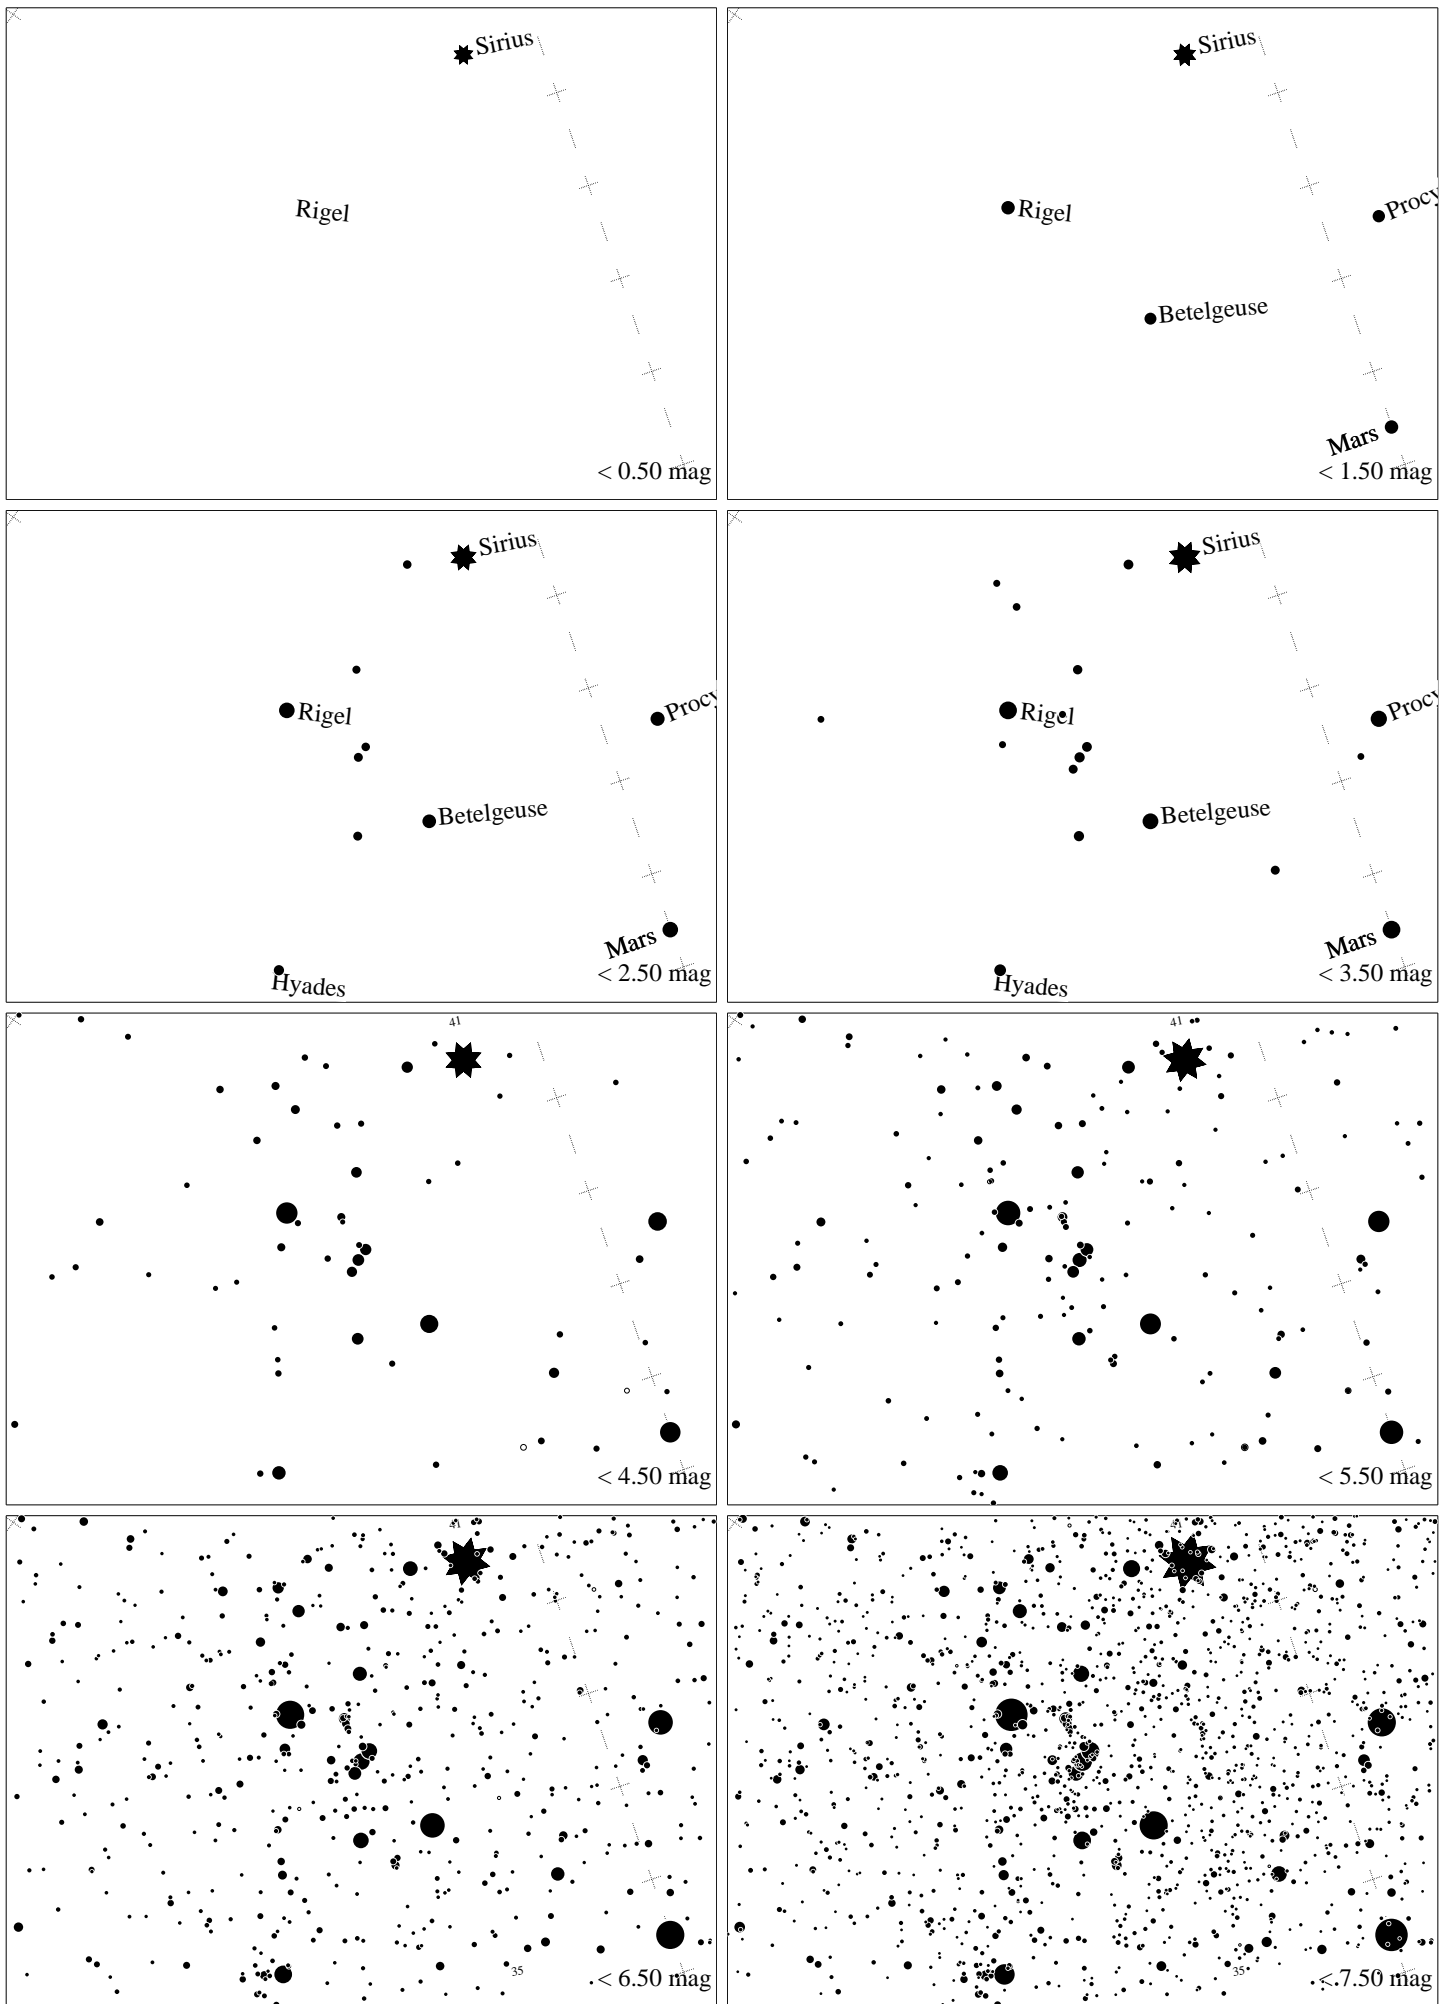 Sirius
Rigel
< 0.50 mag
Sirius
Rigel
Procy
Betelgeuse
Mars
< 1.50 mag
Sirius
Rigel
Procy
Betelgeuse
Mars
Hyades
< 2.50 mag
Sirius
Rigel
Procy
Betelgeuse
Mars
Hyades
< 3.50 mag
41
< 4.50 mag
41
< 5.50 mag
41
35
< 6.50 mag
35
< 7.50 mag